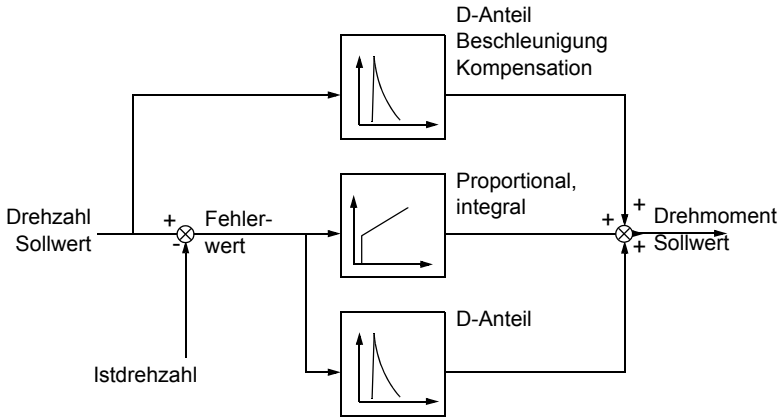 D-Anteil
Beschleunigung
Kompensation
Proportional,
integral
Drehzahl
Sollwert
+
-
Fehler-
wert
+
+
+
Drehmoment
Sollwert
D-Anteil
Istdrehzahl